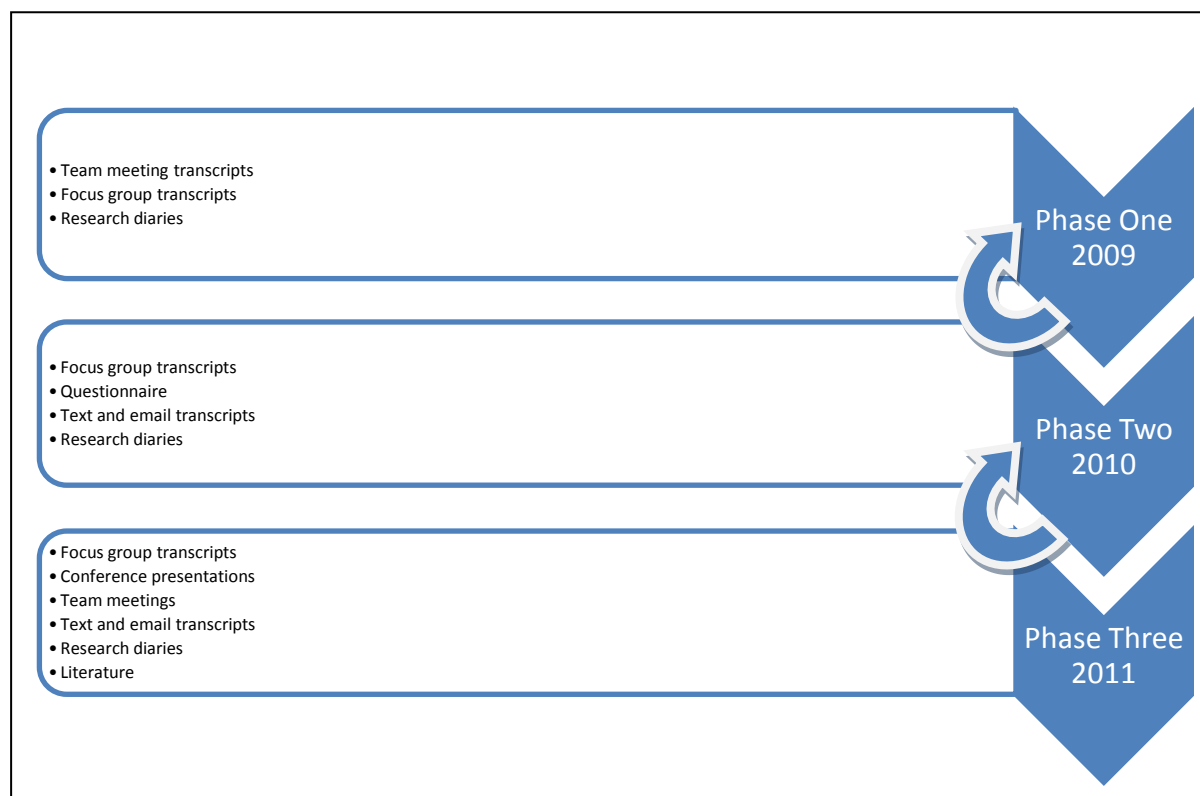 • Team meeting transcripts
• Focus group transcripts
• Research diaries
Phase One
2009
• Focus group transcripts
• Questionnaire
• Text and email transcripts
• Research diaries
Phase Two
2010
• Focus group transcripts
• Conference presentations
• Team meetings
• Text and email transcripts
• Research diaries
• Literature
Phase Three
2011